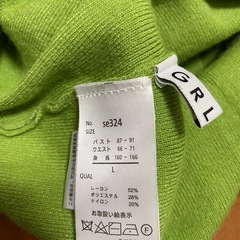 GRL
No. se324
SIZE
バスト 87 - 91
ウエスト 66 - 71
身長 160 - 166
L
QUAL
レーヨン 52%
ポリエステル 28%
ナイロン 20%
お取扱い絵表示